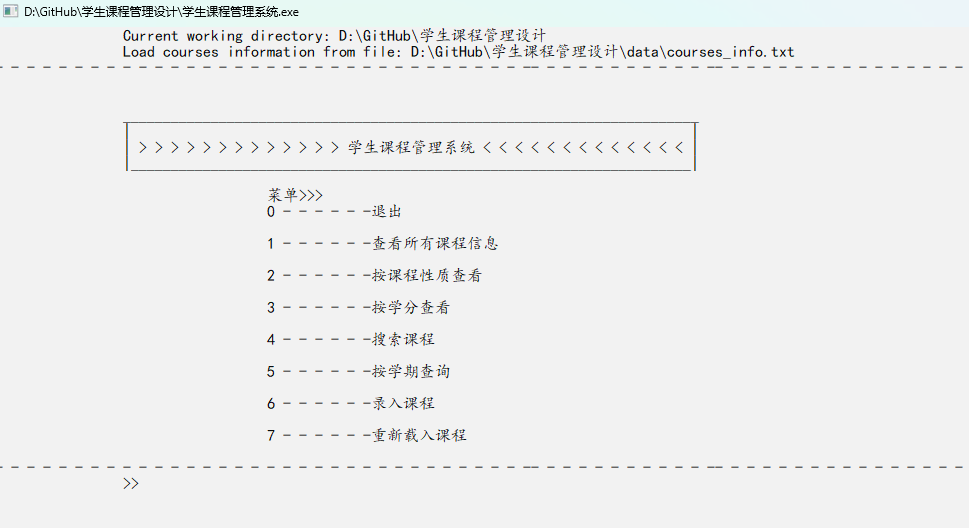 D:\GitHub\学生课程管理设计\学生课程管理系统.exe
Current working directory: D:\GitHub\学生课程管理设计
Load courses information from file: D:\GitHub\学生课程管理设计\data\courses_info.txt
> > > > > > > > > > > > > 学生课程管理系统 < < < < < < < < < < < < <
菜单>>>
0 - - - - - -退出
1 - - - - - -查看所有课程信息
2 - - - - - -按课程性质查看
3 - - - - - -按学分查看
4 - - - - - -搜索课程
5 - - - - - -按学期查询
6 - - - - - -录入课程
7 - - - - - -重新载入课程
>>